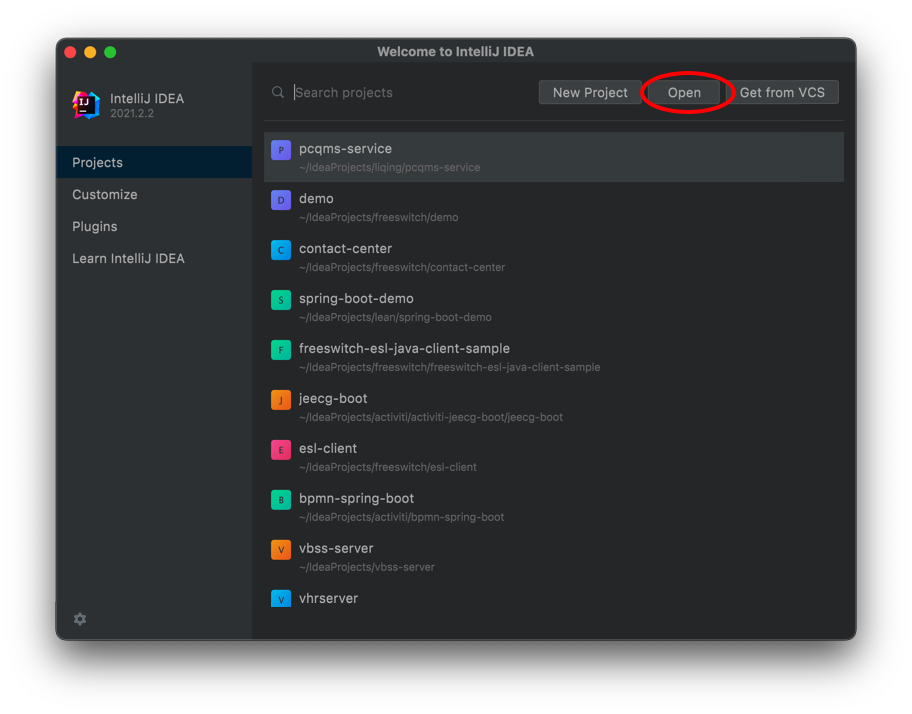 Welcome to IntelliJ IDEA
IJ
IntelliJ IDEA
2021.2.2
Projects
Customize
Plugins
Learn IntelliJ IDEA
Search projects
New Project
Open
Get from VCS
P
pcqms-service
~/IdeaProjects/liqing/pcqms-service
D
demo
~/IdeaProjects/freeswitch/demo
C
contact-center
~/IdeaProjects/freeswitch/contact-center
S
spring-boot-demo
~/IdeaProjects/lean/spring-boot-demo
F
freeswitch-esl-java-client-sample
~/IdeaProjects/freeswitch/freeswitch-esl-java-client-sample
J
jeecg-boot
~/IdeaProjects/activiti/activiti-jeecg-boot/jeecg-boot
E
esl-client
~/IdeaProjects/freeswitch/esl-client
B
bpmn-spring-boot
~/IdeaProjects/activiti/bpmn-spring-boot
V
vbss-server
~/IdeaProjects/vbss-server
V
vhrserver